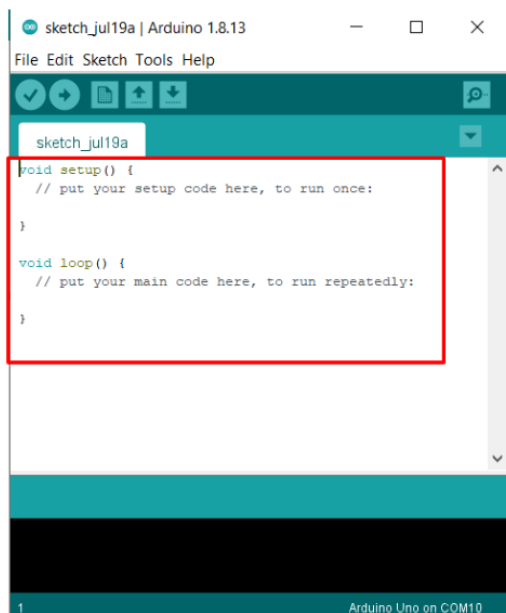 sketch_jul19a | Arduino 1.8.13
File Edit Sketch Tools Help
sketch_jul19a
void setup() {
  // put your setup code here, to run once:
}
void loop() {
  // put your main code here, to run repeatedly:
}
1 Arduino Uno on COM10